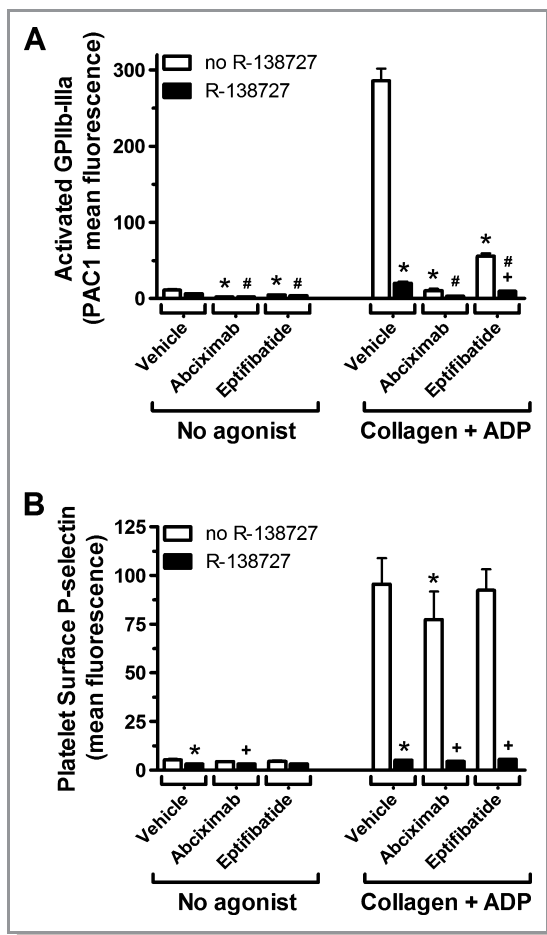 A
Activated GPIIb-IIIa
(PAC1 mean fluorescence)
300
200
100
0
no R-138727
R-138727
* # * #
* * # * # +
Vehicle
Abciximab
Eptifibatide
Vehicle
Abciximab
Eptifibatide
No agonist
Collagen + ADP
B
Platelet Surface P-selectin
(mean fluorescence)
125
100
75
50
25
0
no R-138727
R-138727
* +
* * + +
Vehicle
Abciximab
Eptifibatide
Vehicle
Abciximab
Eptifibatide
No agonist
Collagen + ADP